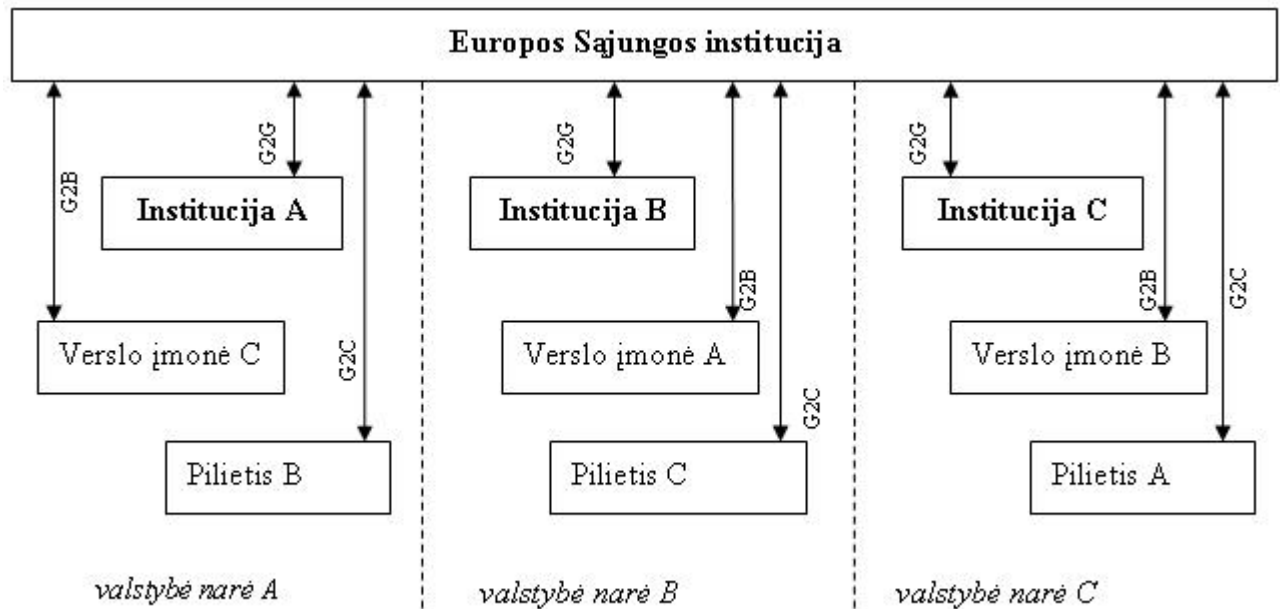 Europos Sąjungos institucija
G2B
G2G
G2C
G2G
G2B
G2C
G2G
G2B
G2C
Institucija A
Institucija B
Institucija C
Verslo įmonė C
Verslo įmonė A
Verslo įmonė B
Pilietis B
Pilietis C
Pilietis A
valstybė narė A
valstybė narė B
valstybė narė C